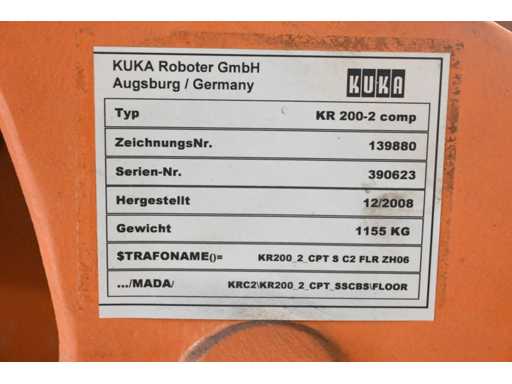 KUKA Roboter GmbH
Augsburg / Germany
KUKA
Typ KR 200-2 comp
ZeichnungsNr. 139880
Serien-Nr. 390623
Hergestellt 12/2008
Gewicht 1155 KG
$TRAFONAME()= KR200_2_CPT S C2 FLR ZH06
.../MADA/ KRC2\KR200_2_CPT_SSCBS\FLOOR